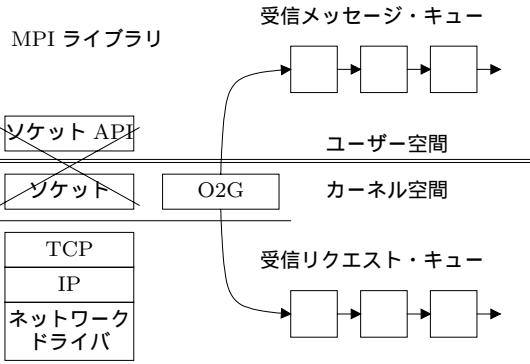 受信メッセージ・キュー
MPI ライブラリ
ソケット API
ユーザー空間
ソケット
O2G
カーネル空間
TCP
受信リクエスト・キュー
IP
ネットワーク
ドライバ